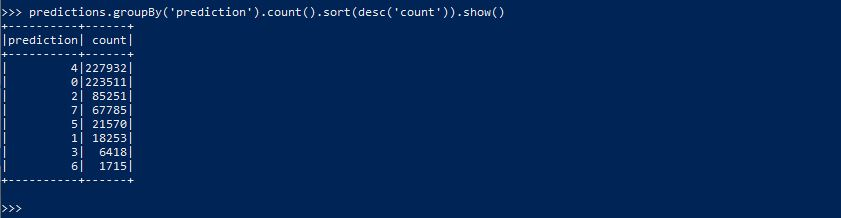 >>> predictions.groupBy('prediction').count().sort(desc('count')).show()
+----------+------+
|prediction| count|
+----------+------+
|         4|227932|
|         0|223511|
|         2| 85251|
|         7| 67785|
|         5| 21570|
|         1| 18253|
|         3|  6418|
|         6|  1715|
+----------+------+
>>>